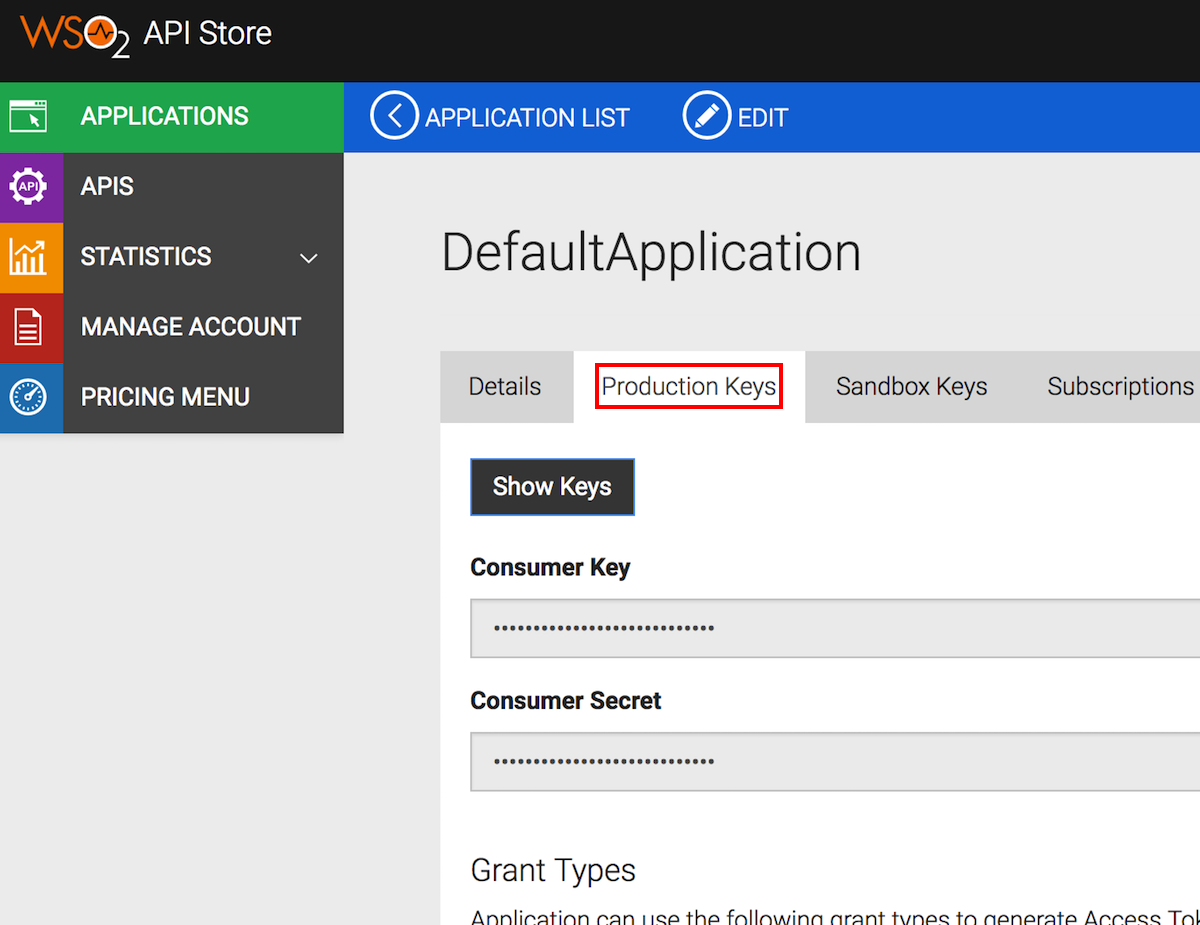 WSO2 API Store
APPLICATIONS
APPLICATION LIST
EDIT
API
APIS
STATISTICS
MANAGE ACCOUNT
PRICING MENU
DefaultApplication
Details
Production Keys
Sandbox Keys
Subscriptions
Show Keys
Consumer Key
••••••••••••••••••••••••••••
Consumer Secret
••••••••••••••••••••••••••••
Grant Types
Application can use the following grant types to generate Access Tok